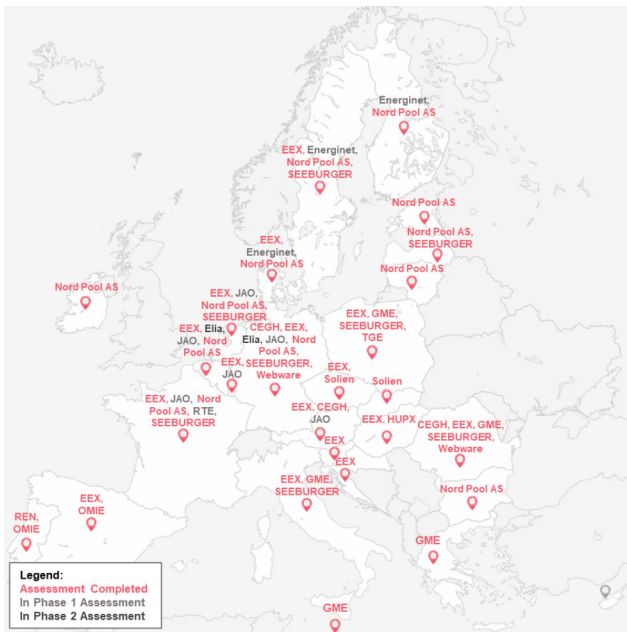 Energinet,
Nord Pool AS
EEX, Energinet,
Nord Pool AS,
SEEBURGER
Nord Pool AS
Nord Pool AS,
SEEBURGER
Nord Pool AS
EEX,
Energinet,
Nord Pool AS
Nord Pool AS
EEX, JAO,
Nord Pool AS,
SEEBURGER
EEX, Elia,
JAO, Nord
Pool AS
EEX,
JAO
CEGH, EEX,
Elia, JAO, Nord
Pool AS,
SEEBURGER,
Webware
EEX, GME,
SEEBURGER,
TGE
EEX,
Solien
Solien
EEX, JAO, Nord
Pool AS, RTE,
SEEBURGER
EEX, CEGH,
JAO
EEX, HUPX
CEGH, EEX, GME,
SEEBURGER,
Webware
EEX
EEX
EEX, GME,
SEEBURGER
Nord Pool AS
EEX,
OMIE
REN,
OMIE
GME
GME
Legend:
Assessment Completed
In Phase 1 Assessment
In Phase 2 Assessment